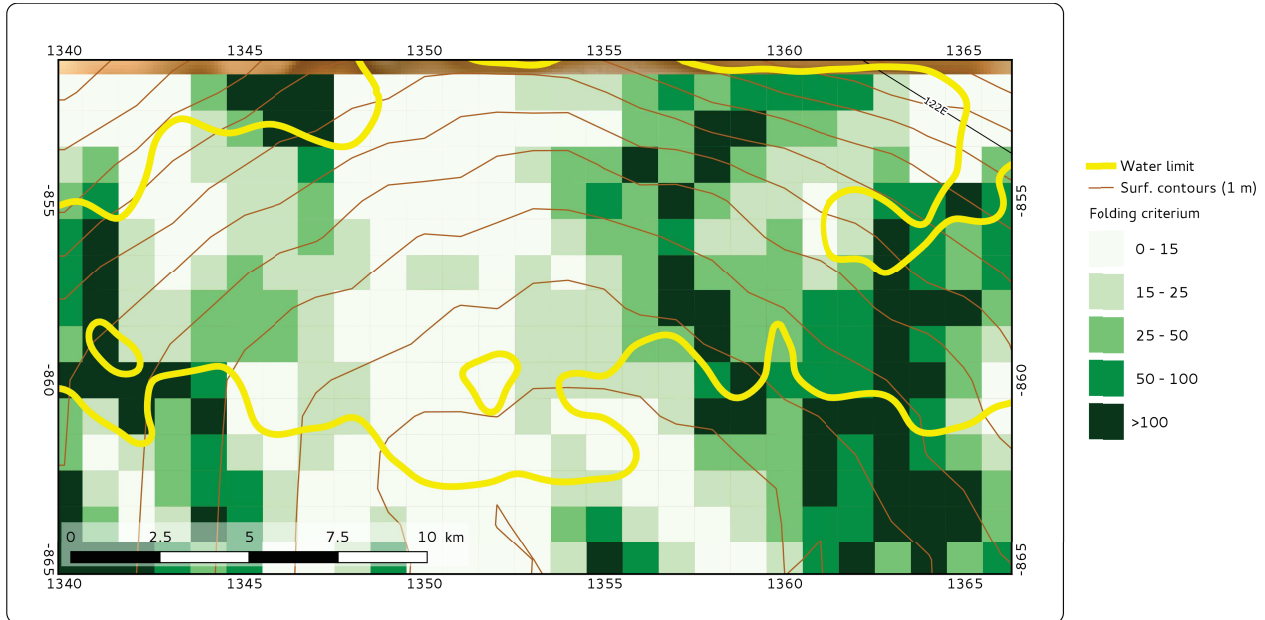 1340 1345 1350 1355 1360 1365
122E
-855
-855
-860
-860
-865
-865
0 2.5 5 7.5 10 km
1340 1345 1350 1355 1360 1365
Water limit
Surf. contours (1 m)
Folding criterium
0 - 15
15 - 25
25 - 50
50 - 100
>100